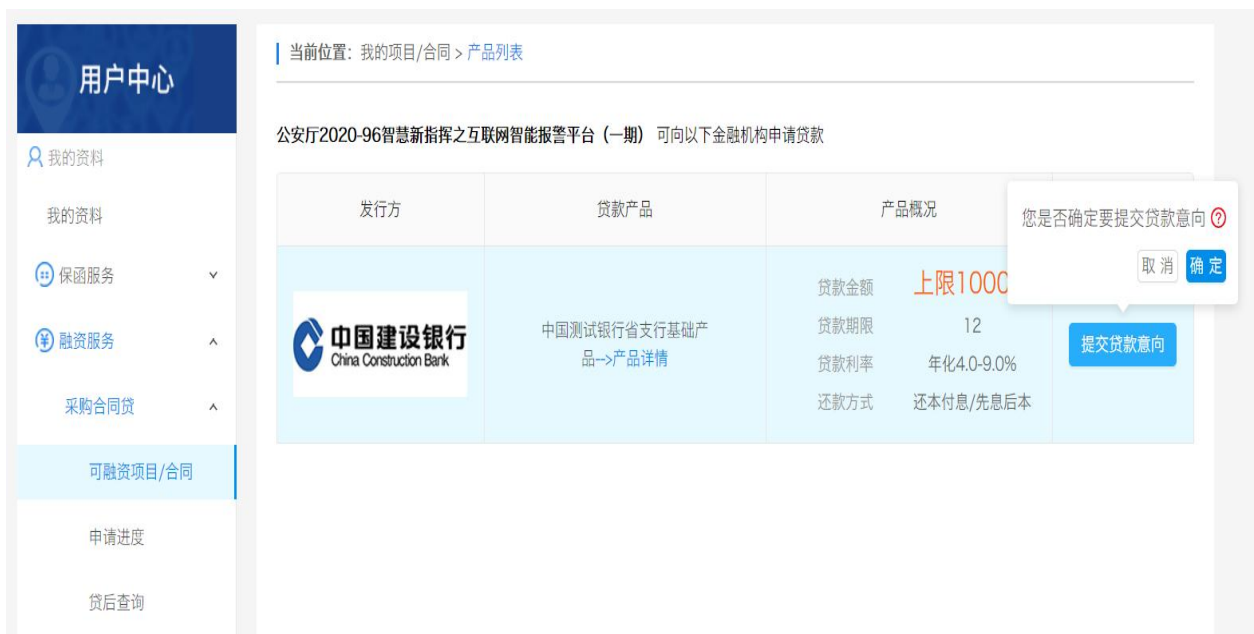 用户中心
我的资料
我的资料
保函服务
融资服务
采购合同贷
可融资项目/合同
申请进度
贷后查询
当前位置：我的项目/合同 > 产品列表
公安厅2020-96智慧新指挥之互联网智能报警平台（一期） 可向以下金融机构申请贷款
发行方 贷款产品 产品概况
您是否确定要提交贷款意向
取 消 确 定
中国建设银行
China Construction Bank
中国测试银行省支行基础产
品-->产品详情
贷款金额 上限1000
贷款期限 12
贷款利率 年化4.0-9.0%
还款方式 还本付息/先息后本
提交贷款意向